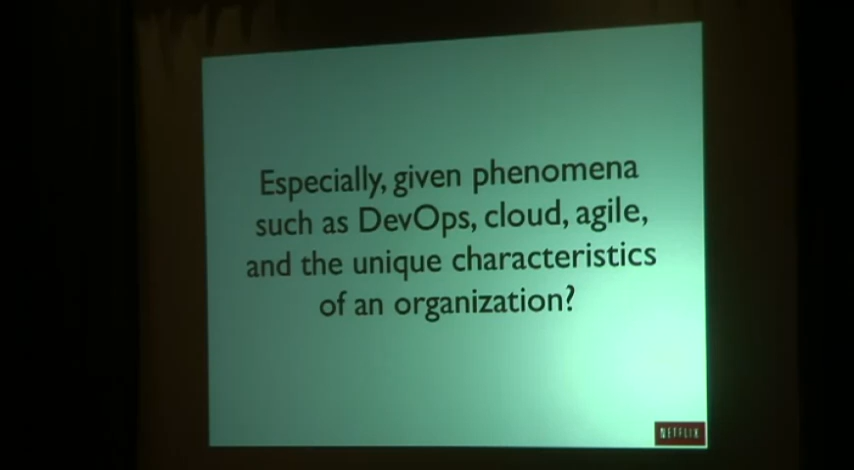 Especially, given phenomena
such as DevOps, cloud, agile,
and the unique characteristics
of an organization?
NETFLIX